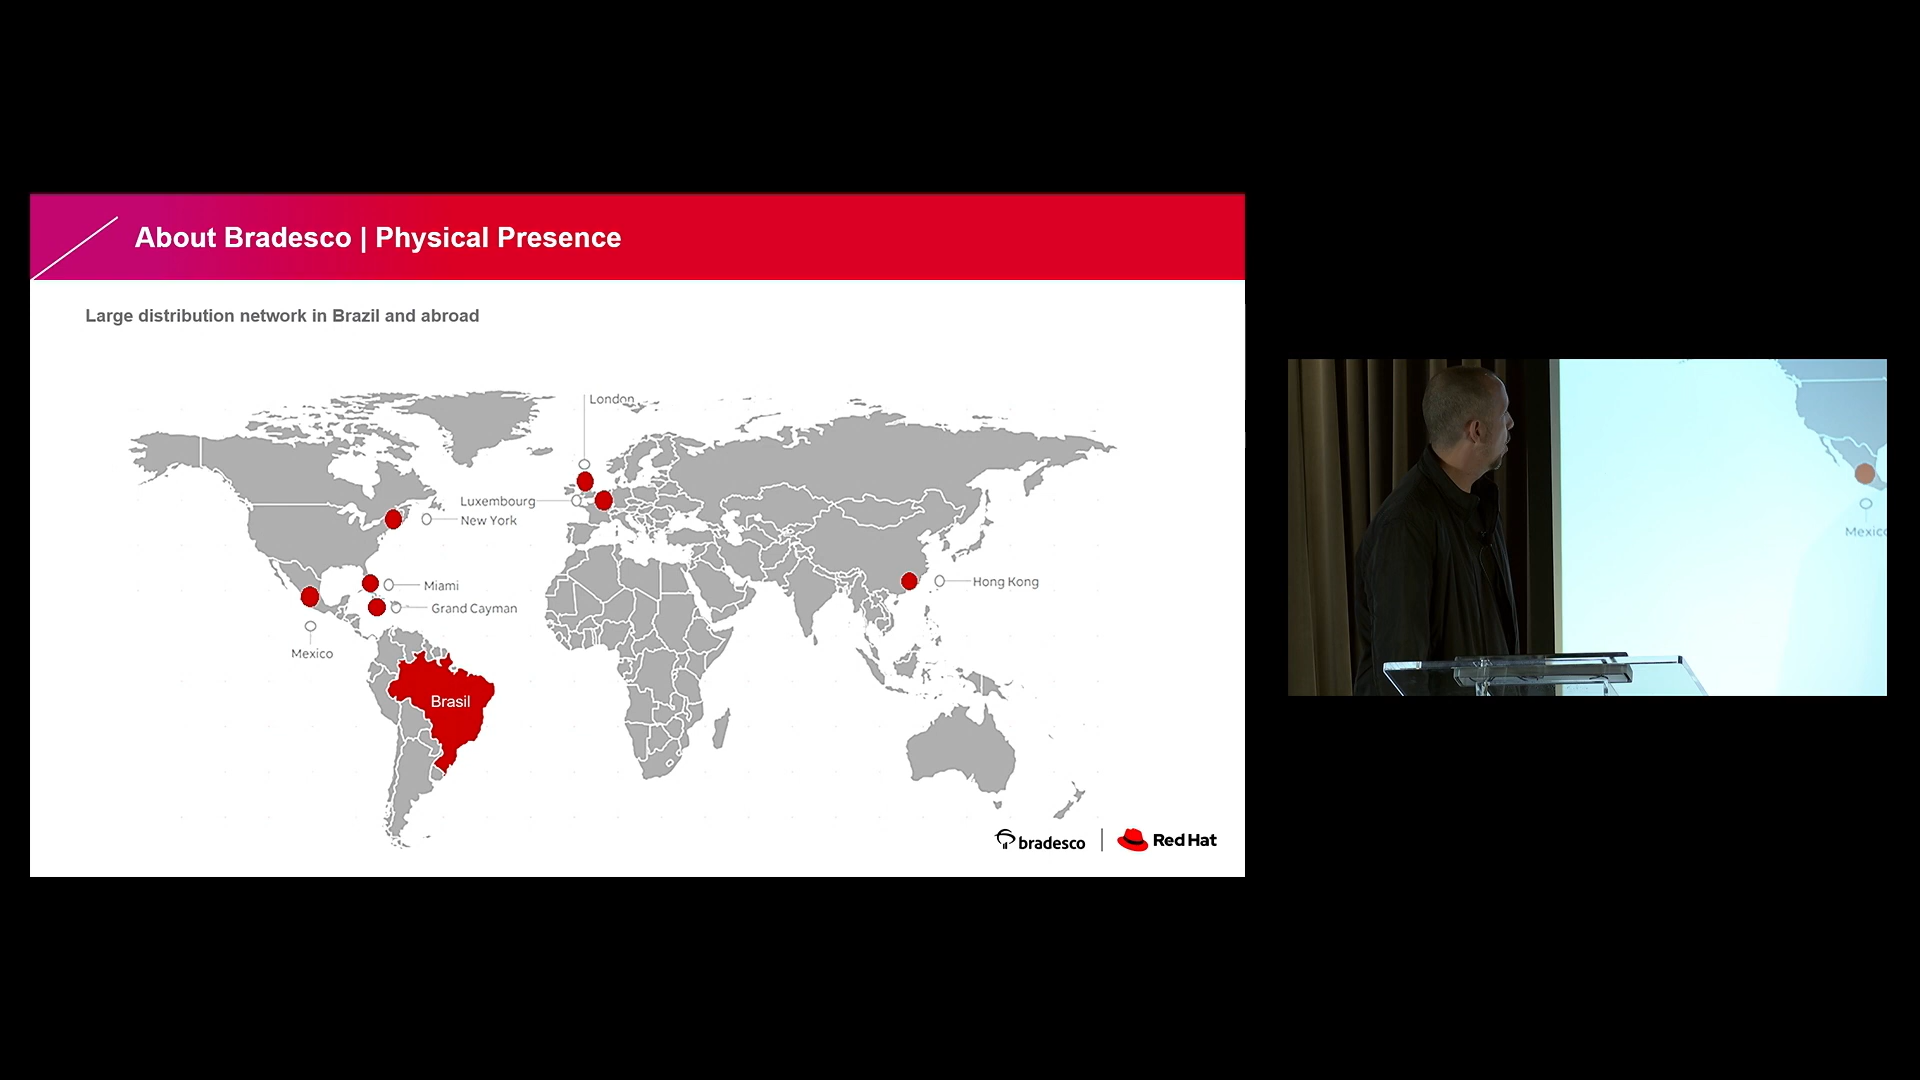 About Bradesco | Physical Presence
Large distribution network in Brazil and abroad
London
Luxembourg
New York
Miami
Hong Kong
Grand Cayman
Mexico
Brasil
bradesco
Red Hat
Mexico